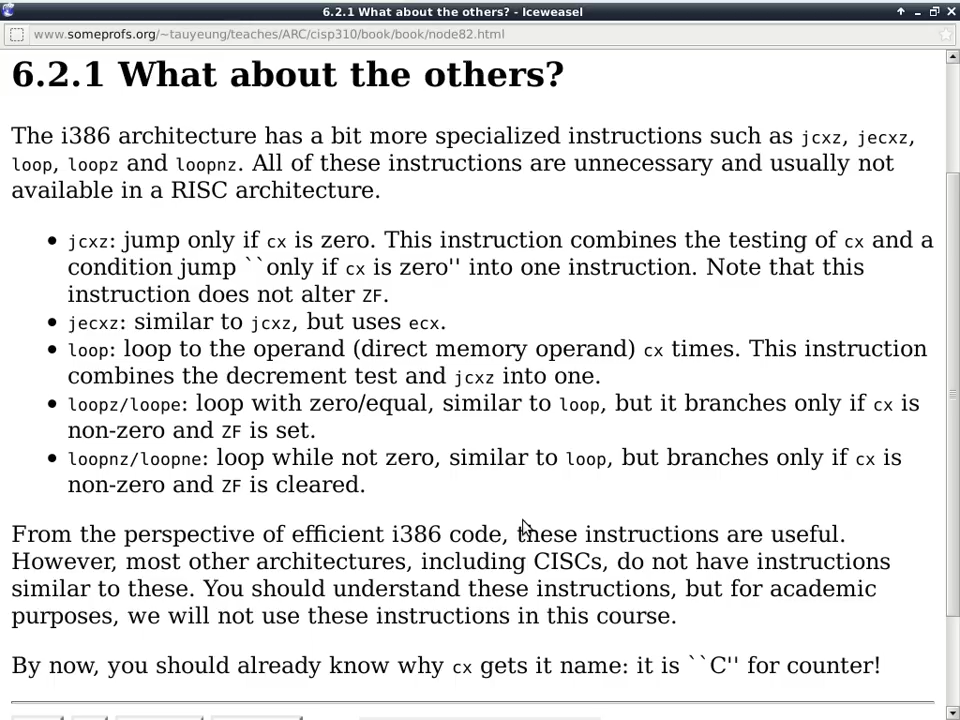 6.2.1 What about the others? - Iceweasel
www.someprofs.org/~tauyeung/teaches/ARC/cisp310/book/book/node82.html
6.2.1 What about the others?
The i386 architecture has a bit more specialized instructions such as jcxz, jecxz,
loop, loopz and loopnz. All of these instructions are unnecessary and usually not
available in a RISC architecture.
• jcxz: jump only if cx is zero. This instruction combines the testing of cx and a
condition jump ``only if cx is zero'' into one instruction. Note that this
instruction does not alter ZF.
• jecxz: similar to jcxz, but uses ecx.
• loop: loop to the operand (direct memory operand) cx times. This instruction
combines the decrement test and jcxz into one.
• loopz/loope: loop with zero/equal, similar to loop, but it branches only if cx is
non-zero and ZF is set.
• loopnz/loopne: loop while not zero, similar to loop, but branches only if cx is
non-zero and ZF is cleared.
From the perspective of efficient i386 code, these instructions are useful.
However, most other architectures, including CISCs, do not have instructions
similar to these. You should understand these instructions, but for academic
purposes, we will not use these instructions in this course.
By now, you should already know why cx gets it name: it is ``C'' for counter!